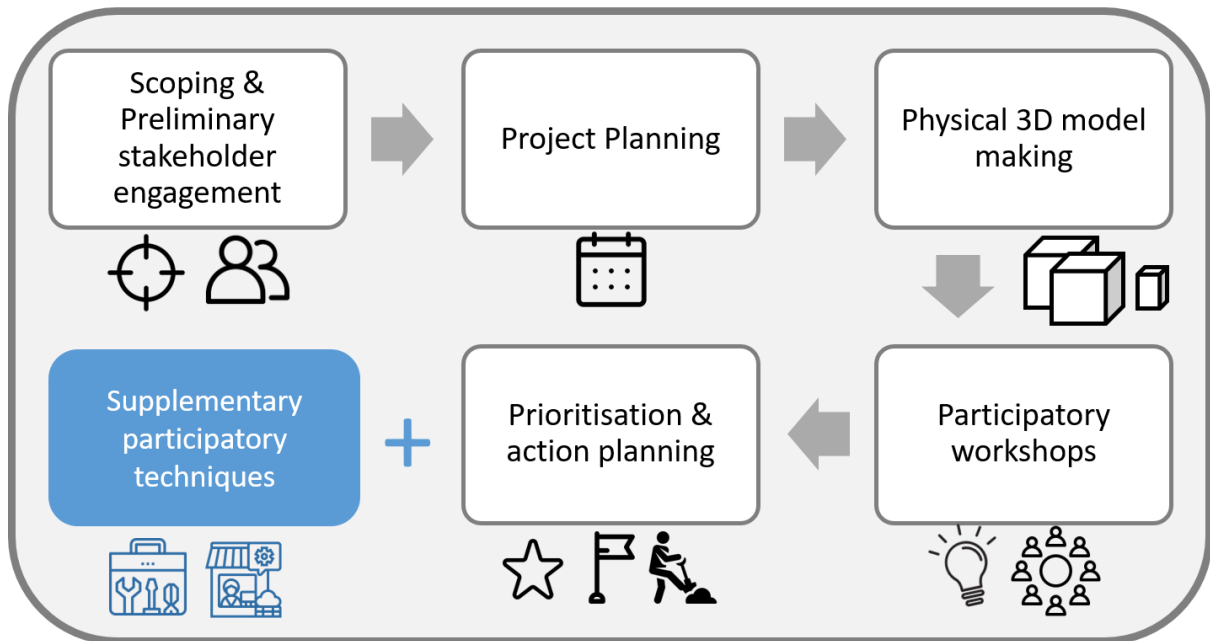 Scoping &
Preliminary
stakeholder
engagement
Project Planning
Physical 3D model
making
Participatory
workshops
Prioritisation &
action planning
+
Supplementary
participatory
techniques